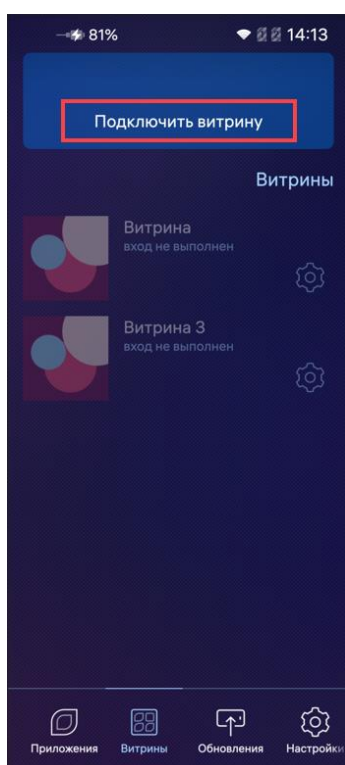 81%
14:13
Подключить витрину
Витрины
Витрина
вход не выполнен
Витрина 3
вход не выполнен
Приложения
Витрины
Обновления
Настройки